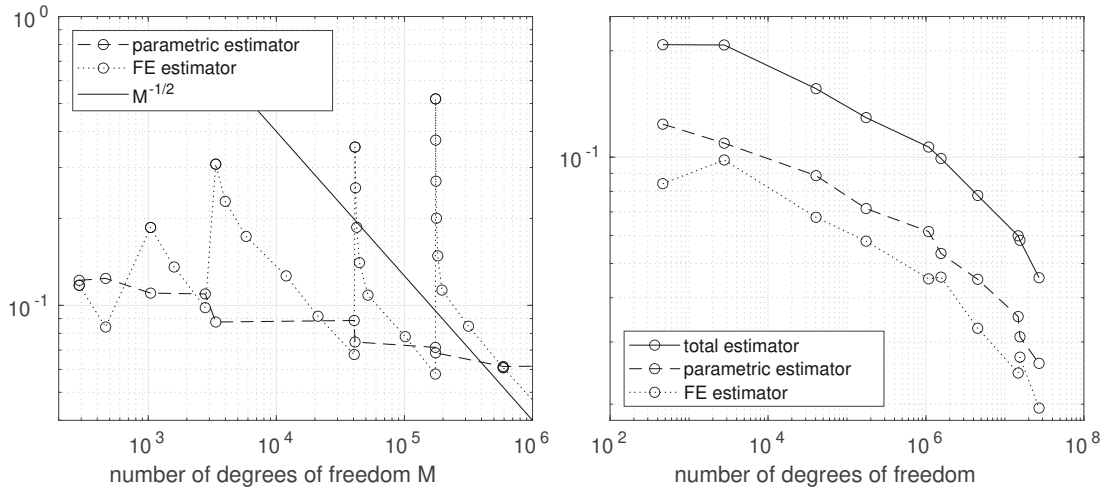 10^0
10^-1
parametric estimator
FE estimator
M^-1/2
10^3
10^4
10^5
10^6
number of degrees of freedom M
10^-1
total estimator
parametric estimator
FE estimator
10^2
10^4
10^6
10^8
number of degrees of freedom